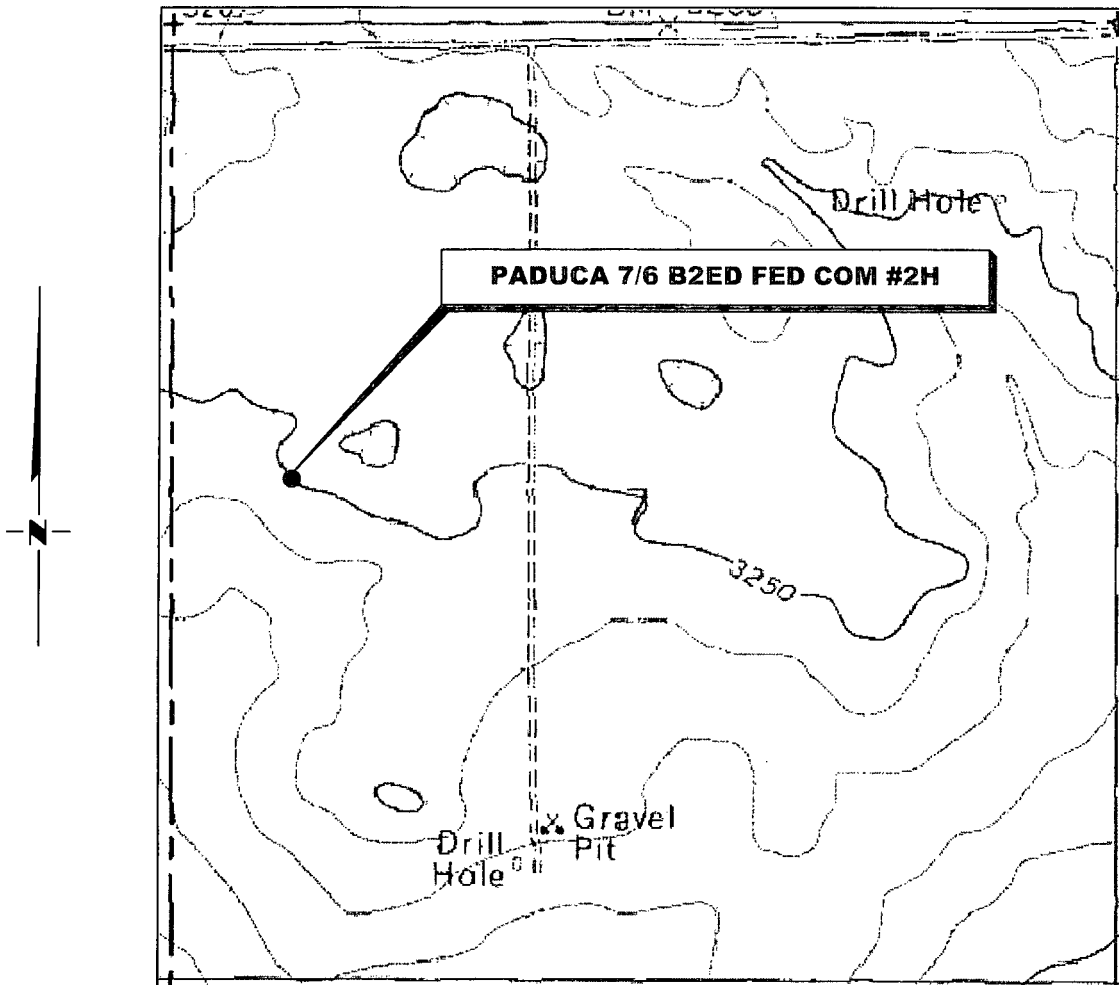 Drill Hole
PADUCA 7/6 B2ED FED COM #2H
3250
Gravel
Pit
Drill
Hole
N